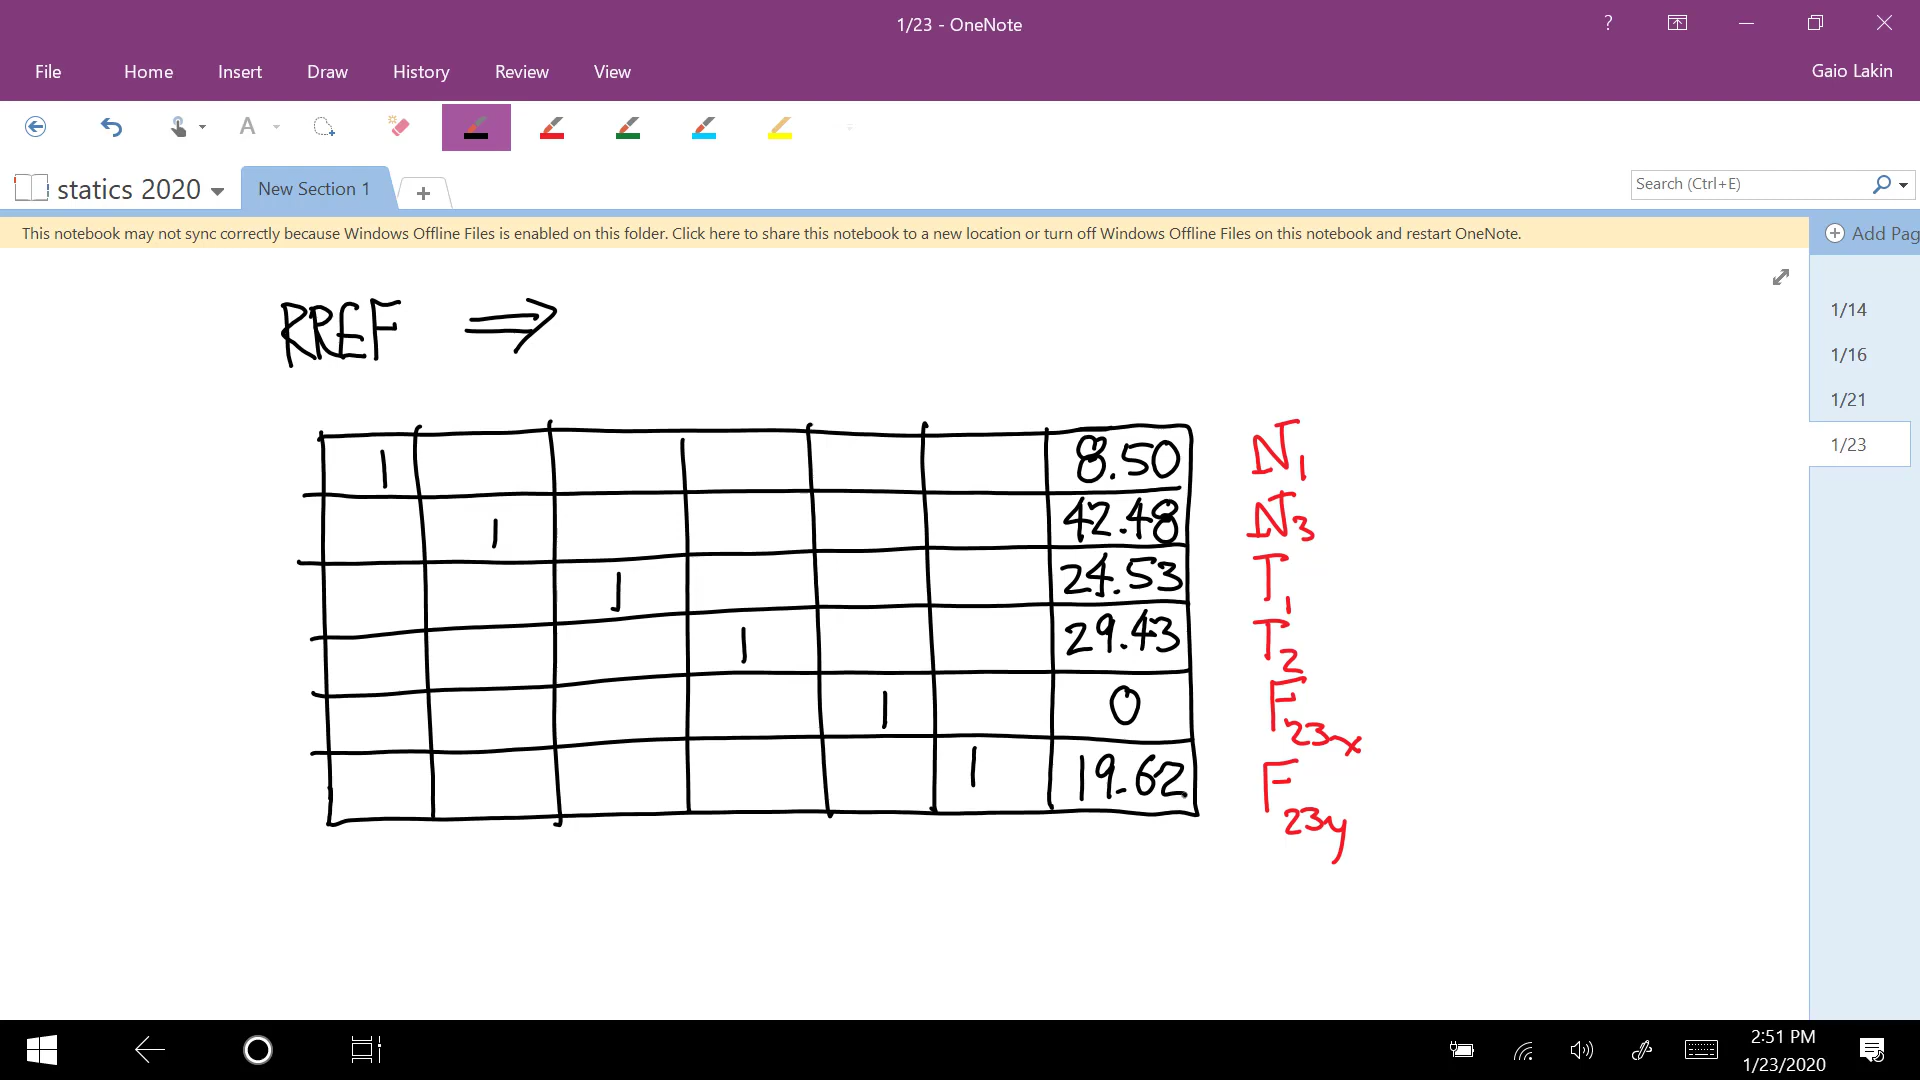 1/23 - OneNote
?
File Home Insert Draw History Review View Gaio Lakin
A
statics 2020 New Section 1 + Search (Ctrl+E)
This notebook may not sync correctly because Windows Offline Files is enabled on this folder. Click here to share this notebook to a new location or turn off Windows Offline Files on this notebook and restart OneNote.
Add Pag
1/14
1/16
1/21
1/23
RREF ⇒
1 8.50 N1
1 42.48 N3
1 24.53 T1
1 29.43 T2
1 0 F23x
1 19.62 F23y
2:51 PM
1/23/2020